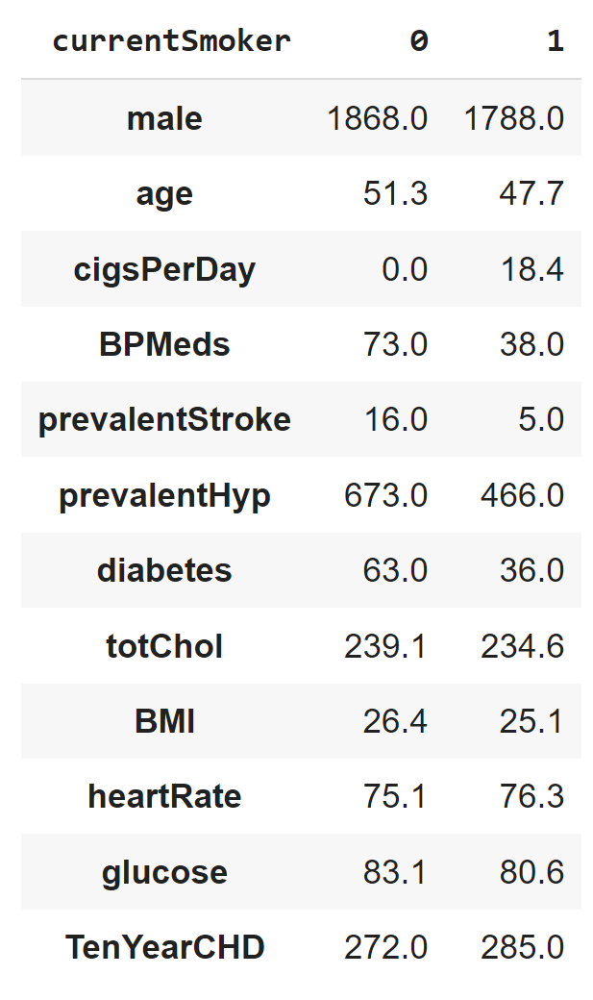 currentSmoker 0 1
male 1868.0 1788.0
age 51.3 47.7
cigsPerDay 0.0 18.4
BPMeds 73.0 38.0
prevalentStroke 16.0 5.0
prevalentHyp 673.0 466.0
diabetes 63.0 36.0
totChol 239.1 234.6
BMI 26.4 25.1
heartRate 75.1 76.3
glucose 83.1 80.6
TenYearCHD 272.0 285.0